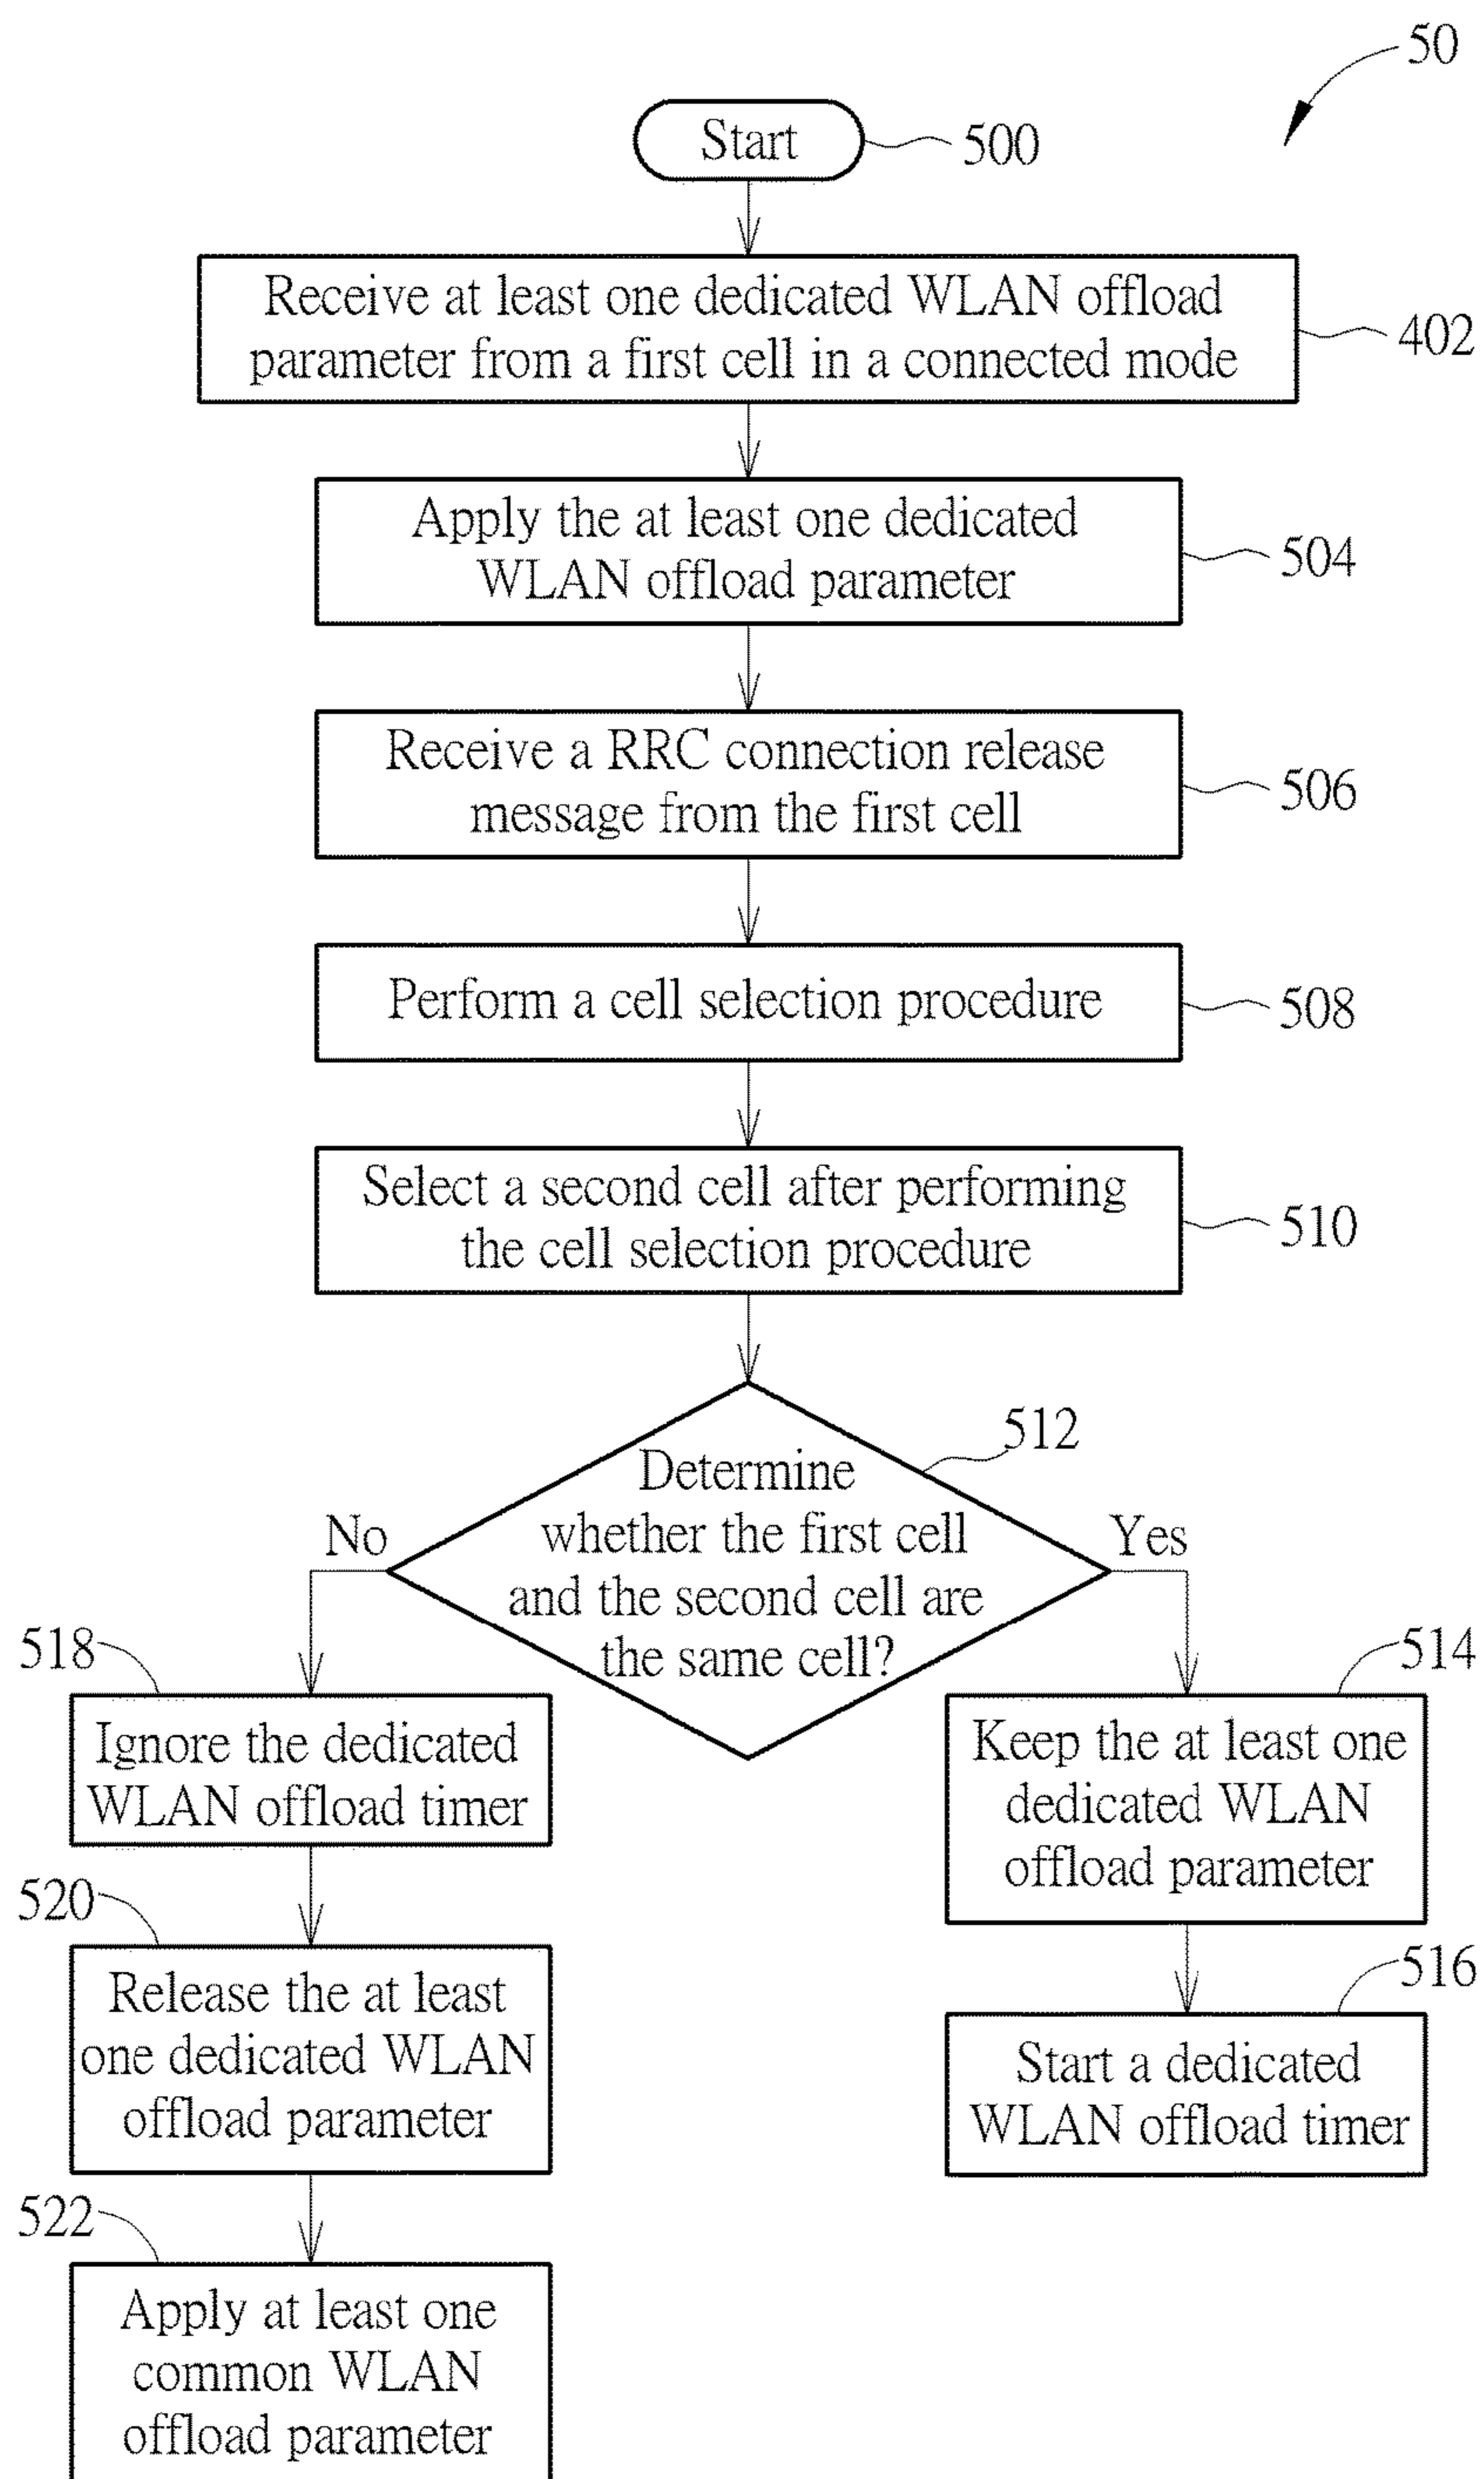 50
Start
500
Receive at least one dedicated WLAN offload
parameter from a first cell in a connected mode
402
Apply the at least one dedicated
WLAN offload parameter
504
Receive a RRC connection release
message from the first cell
506
Perform a cell selection procedure
508
Select a second cell after performing
the cell selection procedure
510
512
Determine
whether the first cell
and the second cell are
the same cell?
No
Yes
518
Ignore the dedicated
WLAN offload timer
514
Keep the at least one
dedicated WLAN
offload parameter
520
Release the at least
one dedicated WLAN
offload parameter
516
Start a dedicated
WLAN offload timer
522
Apply at least one
common WLAN
offload parameter